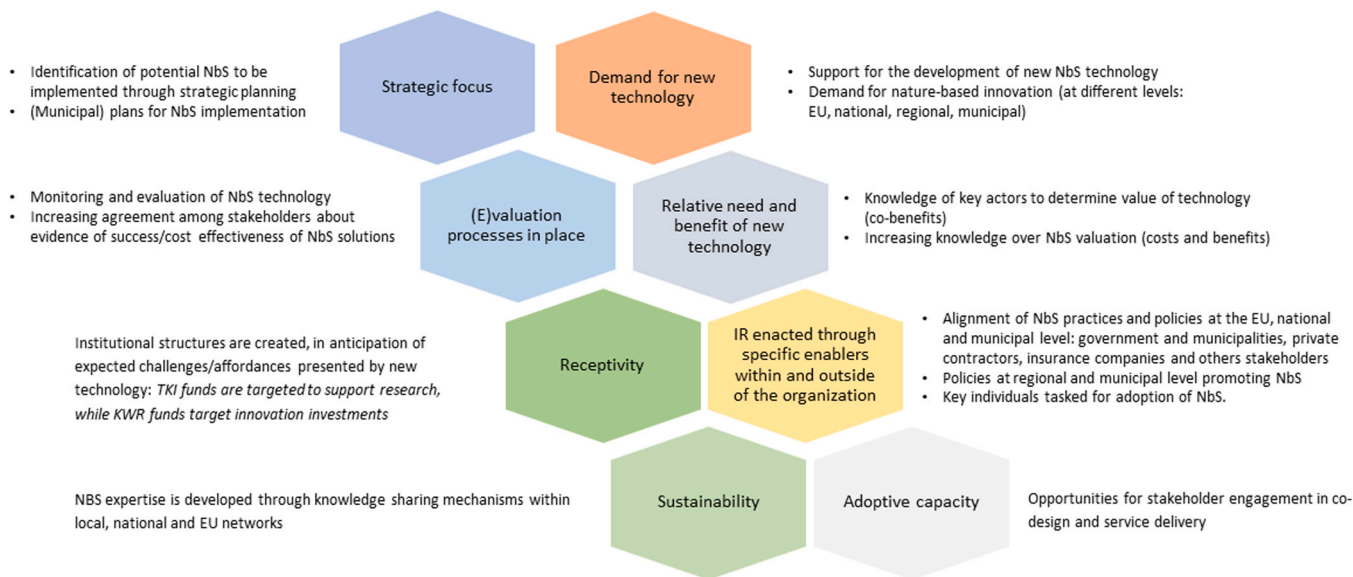 Strategic focus
Demand for new
technology
• Identification of potential NbS to be
implemented through strategic planning
• (Municipal) plans for NbS implementation
• Support for the development of new NbS technology
• Demand for nature-based innovation (at different levels:
EU, national, regional, municipal)
• Monitoring and evaluation of NbS technology
• Increasing agreement among stakeholders about
evidence of success/cost effectiveness of NbS solutions
(E)valuation
processes in place
Relative need and
benefit of new
technology
• Knowledge of key actors to determine value of technology
(co-benefits)
• Increasing knowledge over NbS valuation (costs and benefits)
Institutional structures are created, in anticipation of
expected challenges/affordances presented by new
technology: TKI funds are targeted to support research,
while KWR funds target innovation investments
Receptivity
IR enacted through
specific enablers
within and outside
of the organization
• Alignment of NbS practices and policies at the EU, national
and municipal level: government and municipalities, private
contractors, insurance companies and others stakeholders
• Policies at regional and municipal level promoting NbS
• Key individuals tasked for adoption of NbS.
NBS expertise is developed through knowledge sharing mechanisms within
local, national and EU networks
Sustainability
Adoptive capacity
Opportunities for stakeholder engagement in co-
design and service delivery